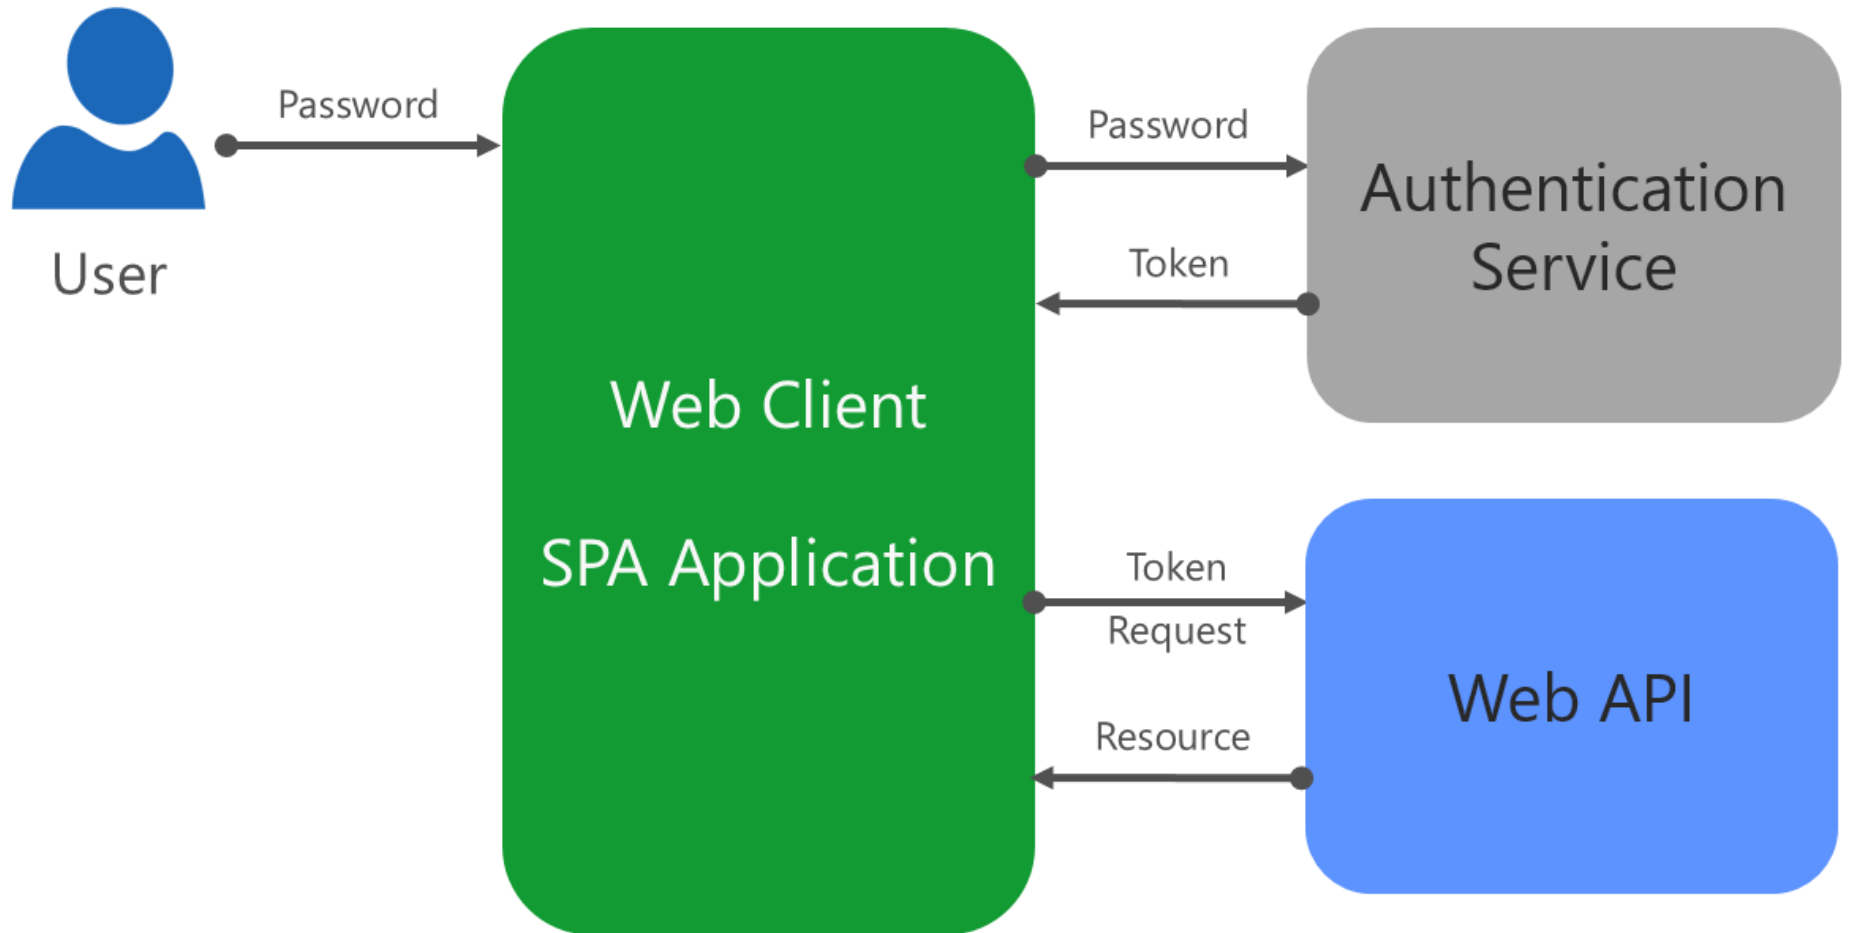 Password
User
Web Client
SPA Application
Password
Token
Authentication
Service
Token
Request
Resource
Web API